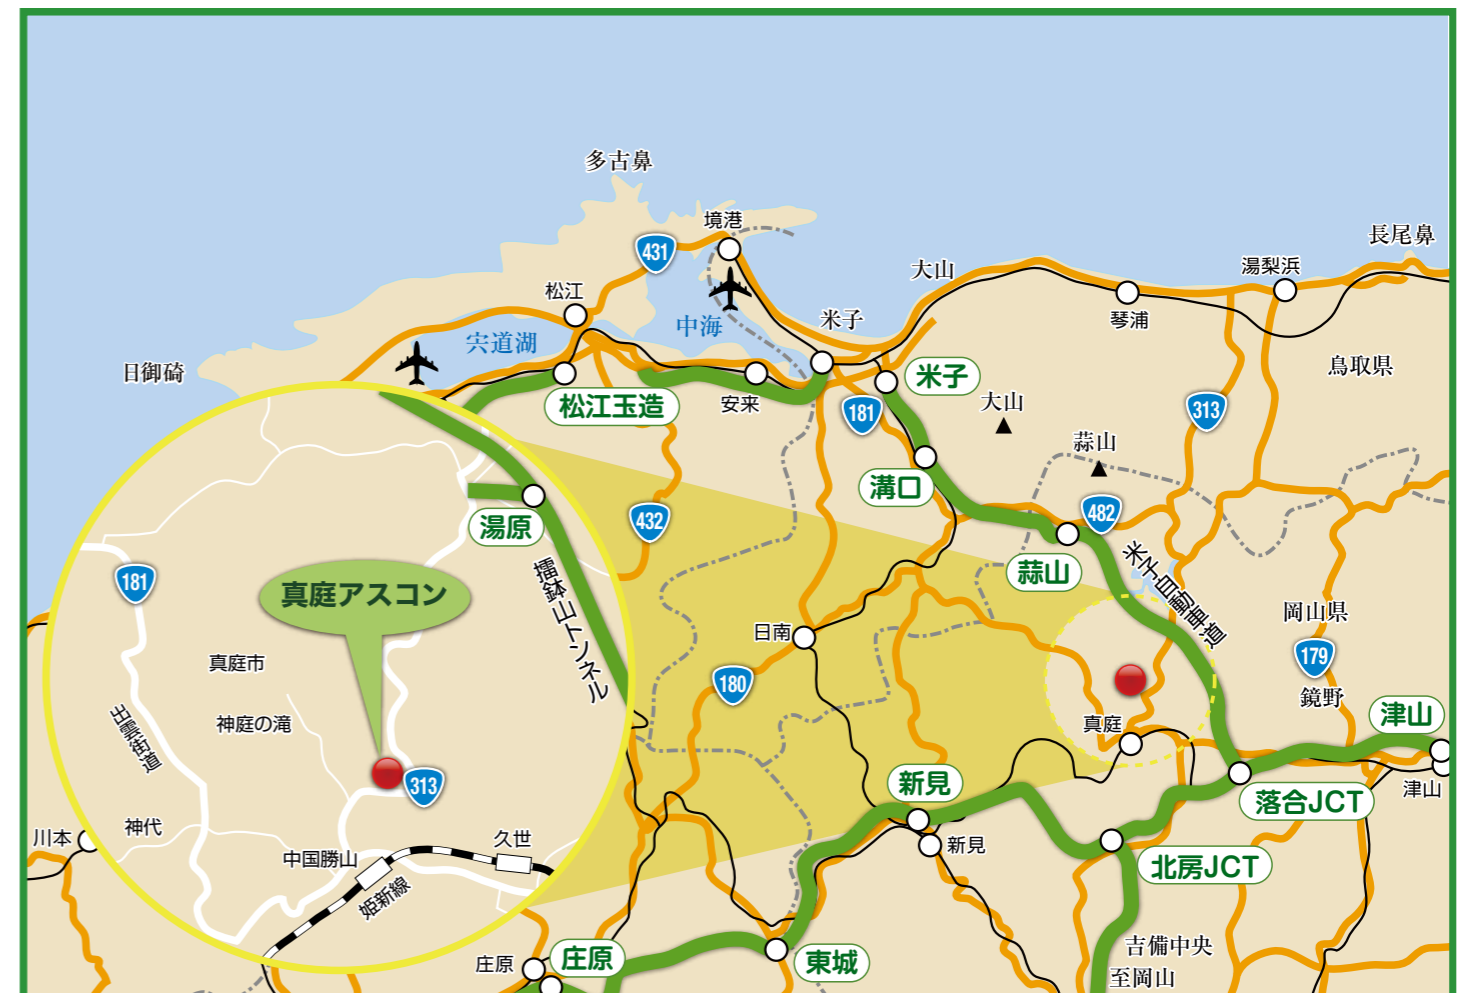 多古鼻
境港
431
長尾鼻
大山
湯梨浜
松江
中海
米子
琴浦
宍道湖
日御碕
鳥取県
米子
松江玉造
安来
181
大山
313
蒜山
溝口
482
湯原
432
蒜山
米子自動車道
擂鉢山トンネル
181
真庭アスコン
岡山県
日南
179
真庭市
180
鏡野
出雲街道
神庭の滝
真庭
津山
313
新見
落合JCT
津山
川本
神代
久世
中国勝山
新見
北房JCT
姫新線
吉備中央
庄原
庄原
東城
至岡山